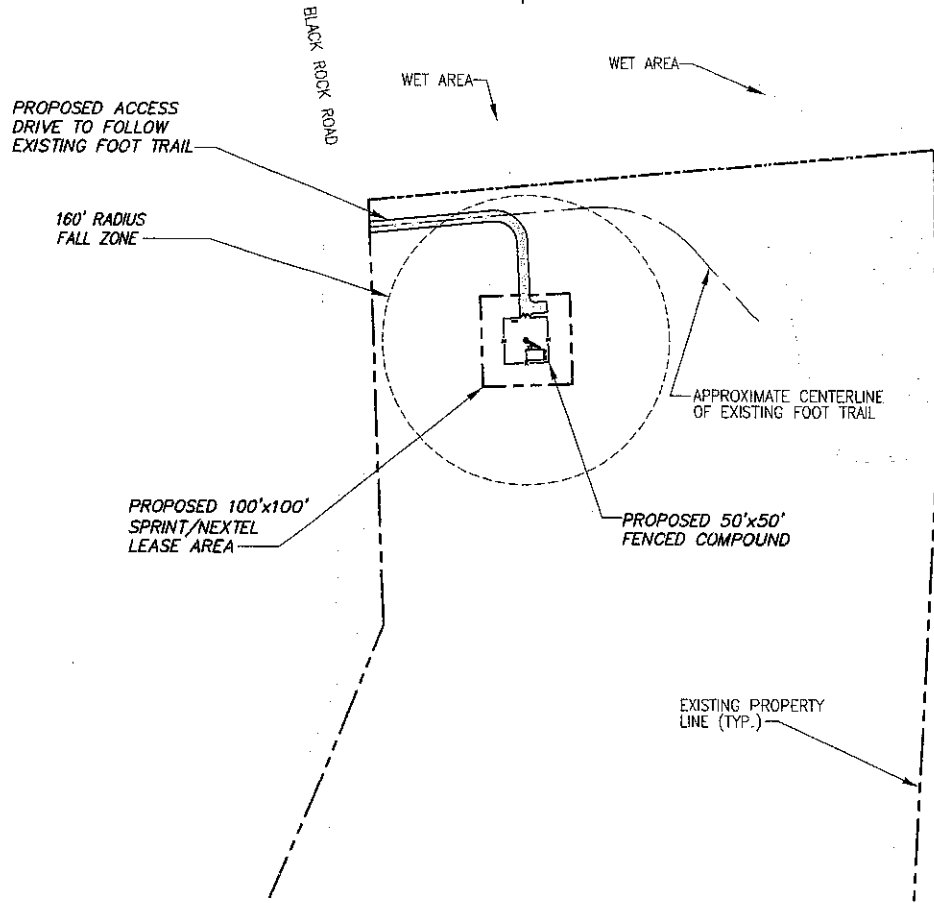 BLACK ROCK ROAD
WET AREA
WET AREA
PROPOSED ACCESS
DRIVE TO FOLLOW
EXISTING FOOT TRAIL
160' RADIUS
FALL ZONE
APPROXIMATE CENTERLINE
OF EXISTING FOOT TRAIL
PROPOSED 100'x100'
SPRINT/NEXTEL
LEASE AREA
PROPOSED 50'x50'
FENCED COMPOUND
EXISTING PROPERTY
LINE (TYP.)